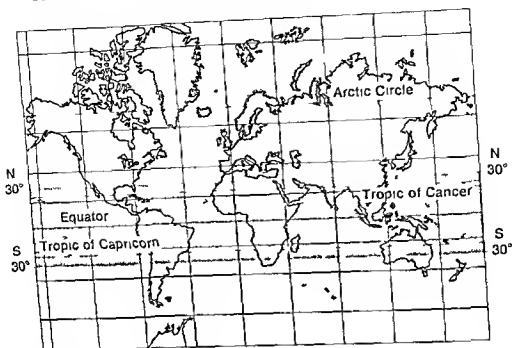 Arctic Circle
N
30°
N
30°
Tropic of Cancer
Equator
Tropic of Capricorn
S
30°
S
30°